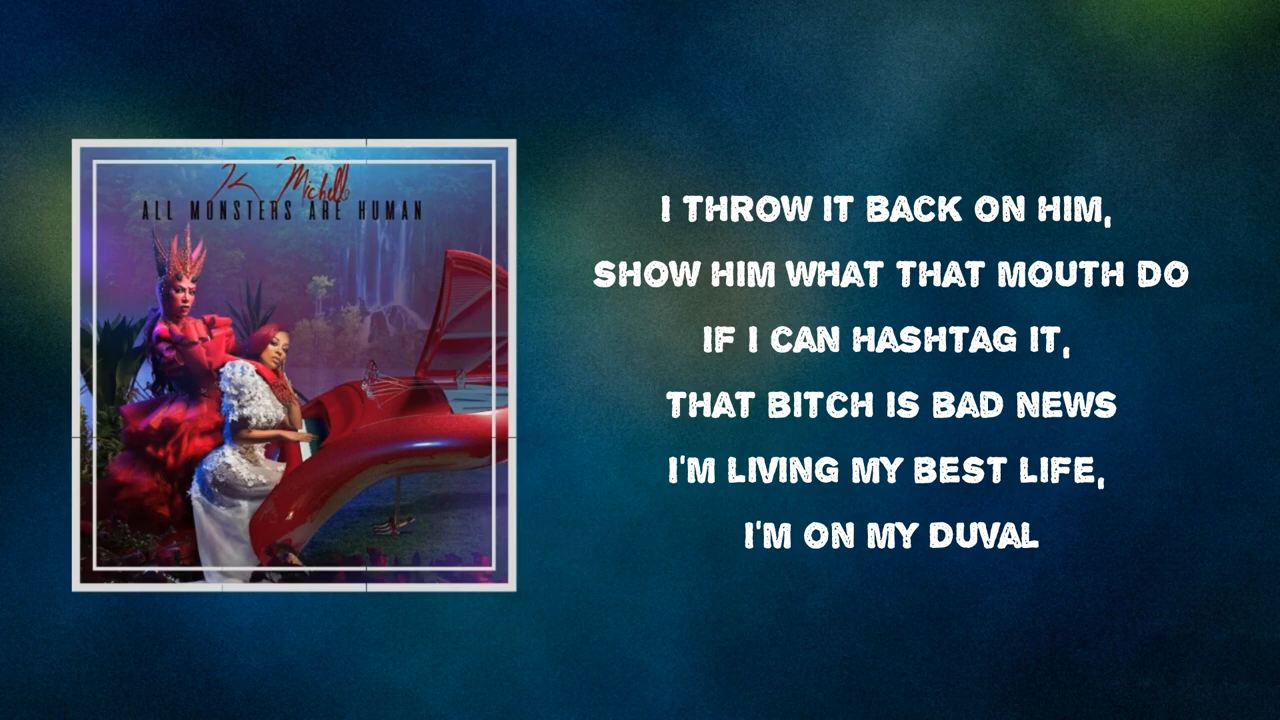 K Michelle
ALL MONSTERS ARE HUMAN
I THROW IT BACK ON HIM,
SHOW HIM WHAT THAT MOUTH DO
IF I CAN HASHTAG IT,
THAT BITCH IS BAD NEWS
I'M LIVING MY BEST LIFE,
I'M ON MY DUVAL